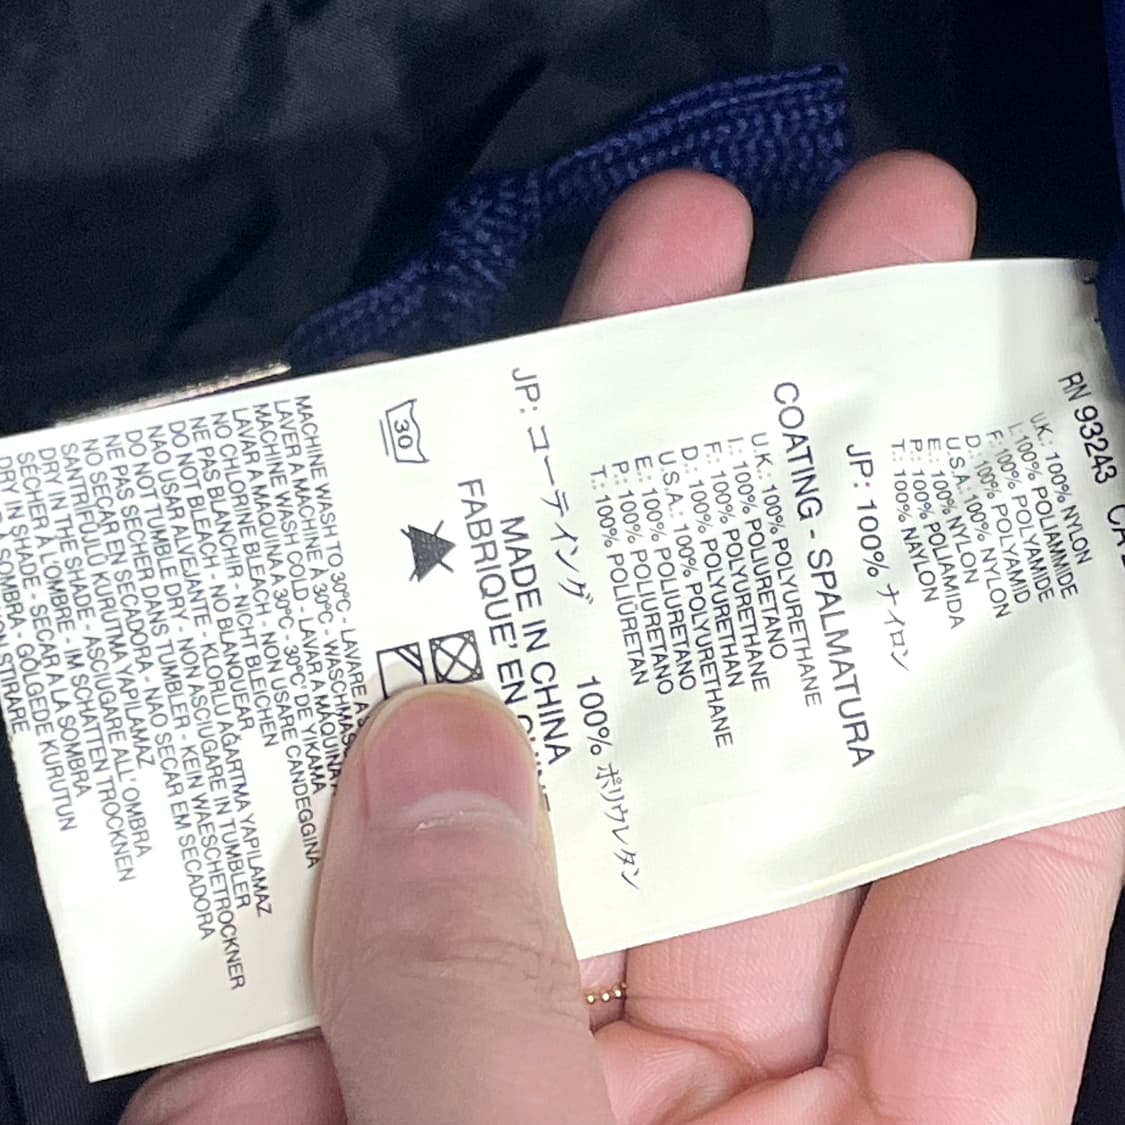 RN 93243 CA
UK.: 100% NYLON
I.: 100% POLIAMMIDE
F.: 100% POLYAMIDE
D.: 100% POLYAMID
U.S.A.: 100% NYLON
E.: 100% POLIAMIDA
P.: 100% NYLON
T.: 100% NAYLON
JP: 100% ナイロン
COATING - SPALMATURA
U.K.: 100% POLYURETHANE
I.: 100% POLIURETANO
F.: 100% POLYURETHANE
D.: 100% POLYURETHAN
U.S.A.: 100% POLYURETHANE
E.: 100% POLIURETANO
P.: 100% POLIURETANO
T.: 100% POLIÜRETAN
JP: コーティング 100% ポリウレタン
MADE IN CHINA
FABRIQUE' EN CHINE
30
MACHINE WASH TO 30°C - LAVARE A
LAVER A MACHINE À 30°C - WASCHMAS
MACHINE WASH COLD - LAVAR A MAQUINA
LAVAR A MAQUINA A 30°C - 30°C' DE YIKAMA
NO CHLORINE BLEACH - NON USARE CANDEGGINA
NE PAS BLANCHIR - NICHT BLEICHEN
DO NOT BLEACH - NO BLANQUEAR
NAO USAR ALVEJANTE - KLORLU AĞARTMA YAPILAMAZ
DO NOT TUMBLE DRY - NON ASCIUGARE IN TUMBLER
NE PAS SECHER DANS TUMBLER - KEIN WAESCHETROCKNER
NO SECAR EN SECADORA - NAO SECAR EM SECADORA
SANTRIFÜJLÜ KURUTMA YAPILAMAZ
DRY IN THE SHADE - ASCIUGARE ALL' OMBRA
SÉCHER À L'OMBRE - IM SCHATTEN TROCKNEN
DRY IN SHADE - SECAR A LA SOMBRA
SOMBRA - GÖLGEDE KURUTUN
STIRARE